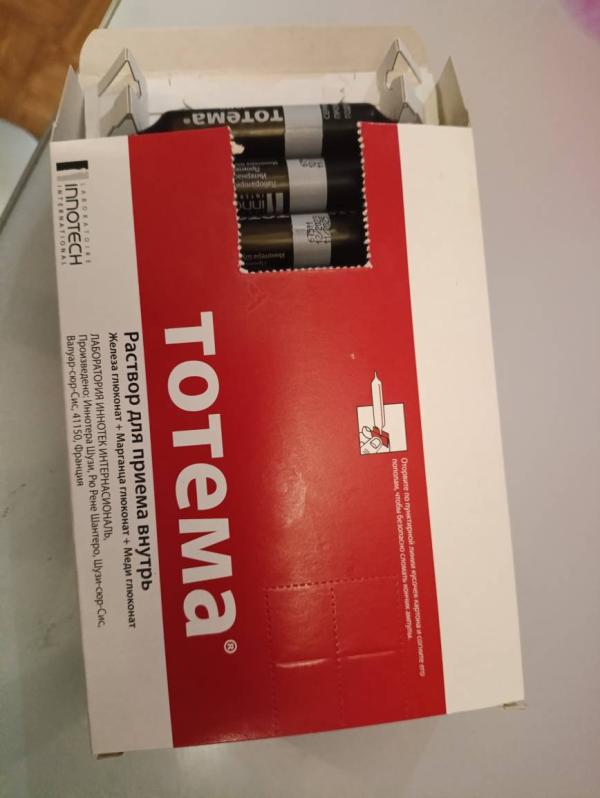 LABORATOIRE
INNOTECH
INTERNATIONAL
тотема®
Раствор для приема внутрь
Железа глюконат + Марганца глюконат + Меди глюконат
ЛАБОРАТОРИЯ ИННОТЕК ИНТЕРНАСИОНАЛЬ,
Произведено: Иннотера Шузи, Рю Рене Шантеро, Шузи-сюр-Сис,
Валуар-сюр-Сис, 41150, Франция
Оторвите по пунктирной линии кусочек картона и согните его
пополам, чтобы безопасно сломать кончик ампулы.
тотема®